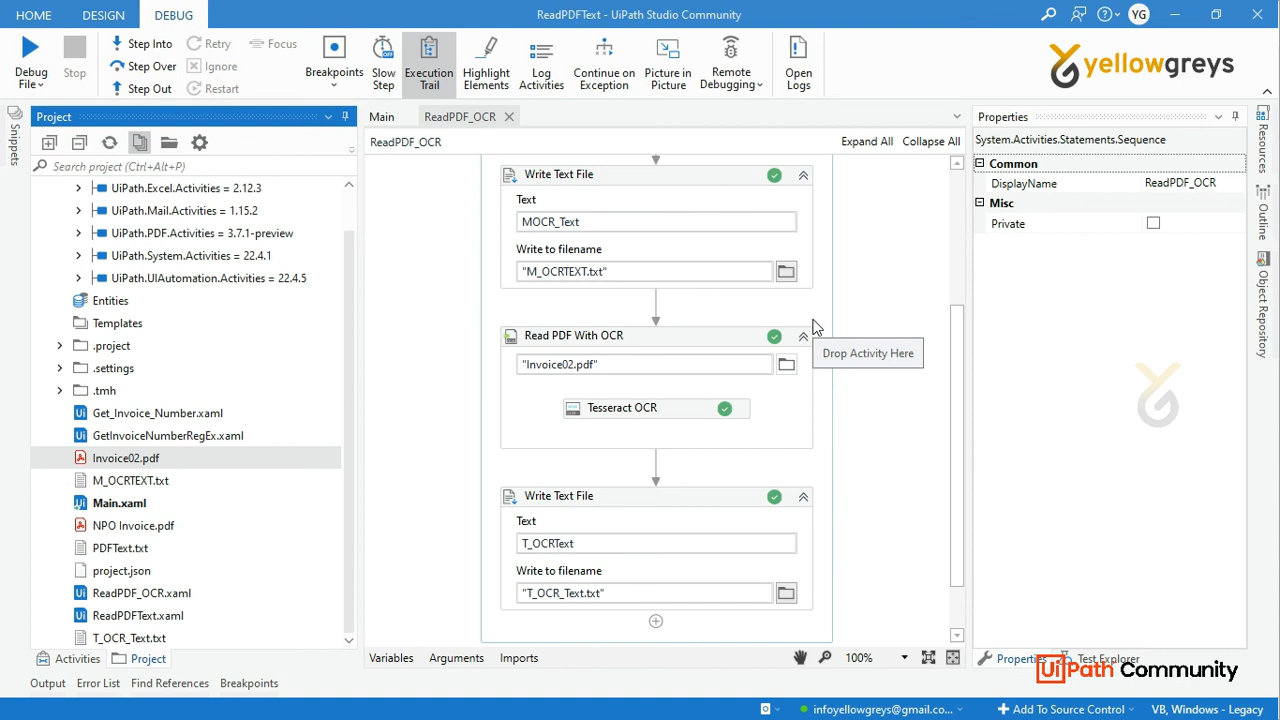 HOME DESIGN DEBUG
ReadPDFText - UiPath Studio Community
YG
Debug File
Stop
Step Into
Step Over
Step Out
Retry
Ignore
Restart
Focus
Breakpoints
Slow Step
Execution Trail
Highlight Elements
Log Activities
Continue on Exception
Picture in Picture
Remote Debugging
Open Logs
yellowgreys
Snippets
Project
Search project (Ctrl+Alt+P)
UiPath.Excel.Activities = 2.12.3
UiPath.Mail.Activities = 1.15.2
UiPath.PDF.Activities = 3.7.1-preview
UiPath.System.Activities = 22.4.1
UiPath.UIAutomation.Activities = 22.4.5
Entities
Templates
.project
.settings
.tmh
Get_Invoice_Number.xaml
GetInvoiceNumberRegEx.xaml
Invoice02.pdf
M_OCRTEXT.txt
Main.xaml
NPO Invoice.pdf
PDFText.txt
project.json
ReadPDF_OCR.xaml
ReadPDFText.xaml
T_OCR_Text.txt
Activities Project
Main ReadPDF_OCR
ReadPDF_OCR Expand All Collapse All
Write Text File
Text
MOCR_Text
Write to filename
"M_OCRTEXT.txt"
Read PDF With OCR
"Invoice02.pdf"
Drop Activity Here
Tesseract OCR
Write Text File
Text
T_OCRText
Write to filename
"T_OCR_Text.txt"
Variables Arguments Imports 100%
Properties
System.Activities.Statements.Sequence
Common
DisplayName ReadPDF_OCR
Misc
Private
Resources
Outline
Object Repository
Properties Test Explorer
UiPath Community
Output Error List Find References Breakpoints
infoyellowgreys@gmail.co... Add To Source Control VB, Windows - Legacy